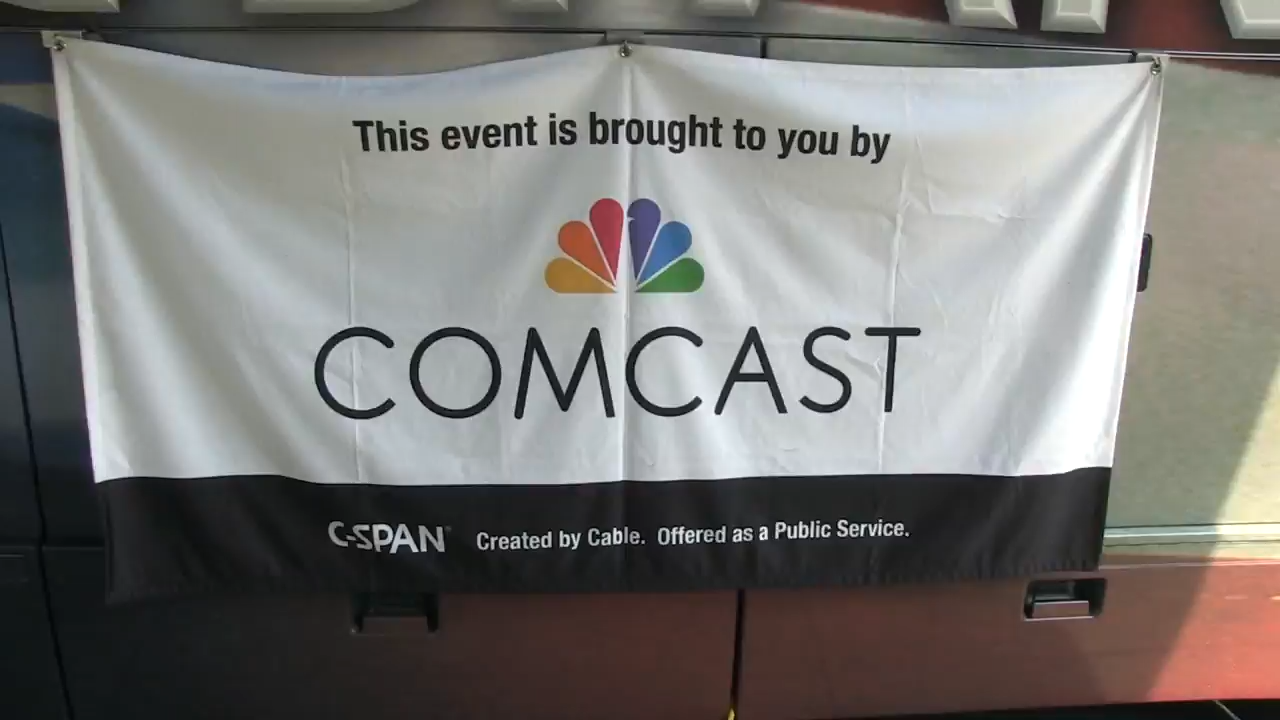 This event is brought to you by
COMCAST
C-SPAN® Created by Cable. Offered as a Public Service.